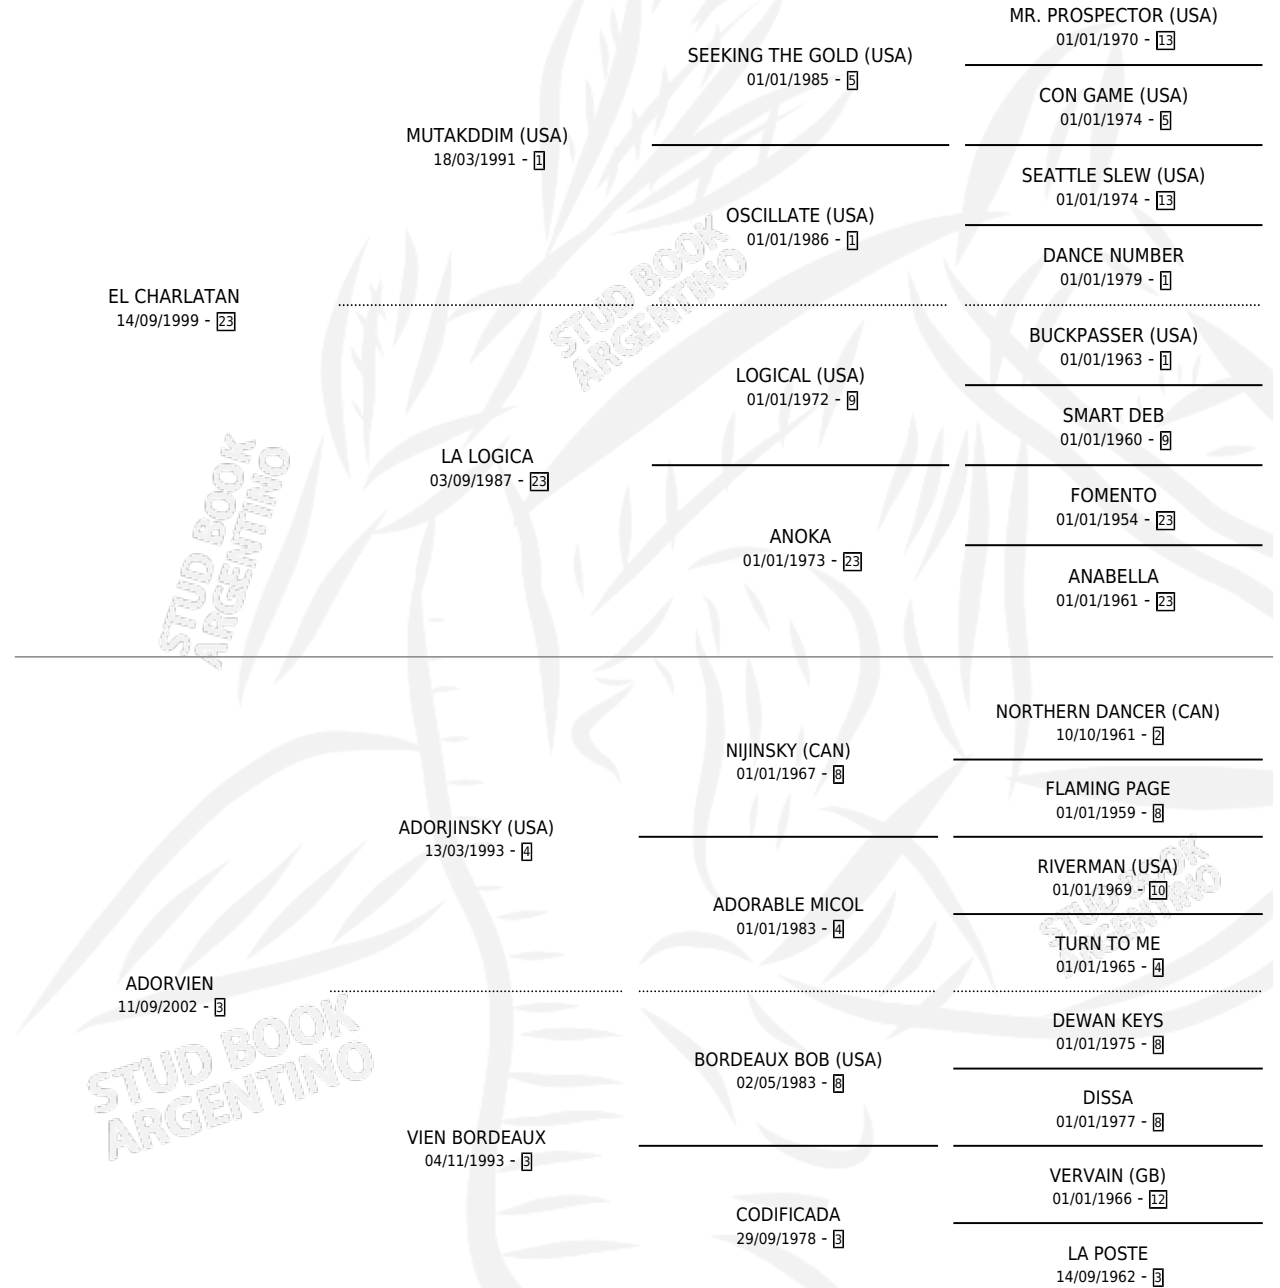 MR. PROSPECTOR (USA)
01/01/1970 - 13
SEEKING THE GOLD (USA)
01/01/1985 - 5
CON GAME (USA)
01/01/1974 - 5
MUTAKDDIM (USA)
18/03/1991 - 1
SEATTLE SLEW (USA)
01/01/1974 - 13
OSCILLATE (USA)
01/01/1986 - 1
DANCE NUMBER
01/01/1979 - 1
EL CHARLATAN
14/09/1999 - 23
STUD BOOK
ARGENTINO
BUCKPASSER (USA)
01/01/1963 - 1
LOGICAL (USA)
01/01/1972 - 9
SMART DEB
01/01/1960 - 9
LA LOGICA
03/09/1987 - 23
FOMENTO
01/01/1954 - 23
ANOKA
01/01/1973 - 23
ANABELLA
01/01/1961 - 23
STUD BOOK
ARGENTINO
NORTHERN DANCER (CAN)
10/10/1961 - 2
NIJINSKY (CAN)
01/01/1967 - 8
FLAMING PAGE
01/01/1959 - 8
ADORJINSKY (USA)
13/03/1993 - 4
RIVERMAN (USA)
01/01/1969 - 10
STUD BOOK
ARGENTINO
ADORABLE MICOL
01/01/1983 - 4
TURN TO ME
01/01/1965 - 4
ADORVIEN
11/09/2002 - 3
STUD BOOK
ARGENTINO
DEWAN KEYS
01/01/1975 - 8
BORDEAUX BOB (USA)
02/05/1983 - 8
DISSA
01/01/1977 - 8
VIEN BORDEAUX
04/11/1993 - 3
VERVAIN (GB)
01/01/1966 - 12
CODIFICADA
29/09/1978 - 3
LA POSTE
14/09/1962 - 3